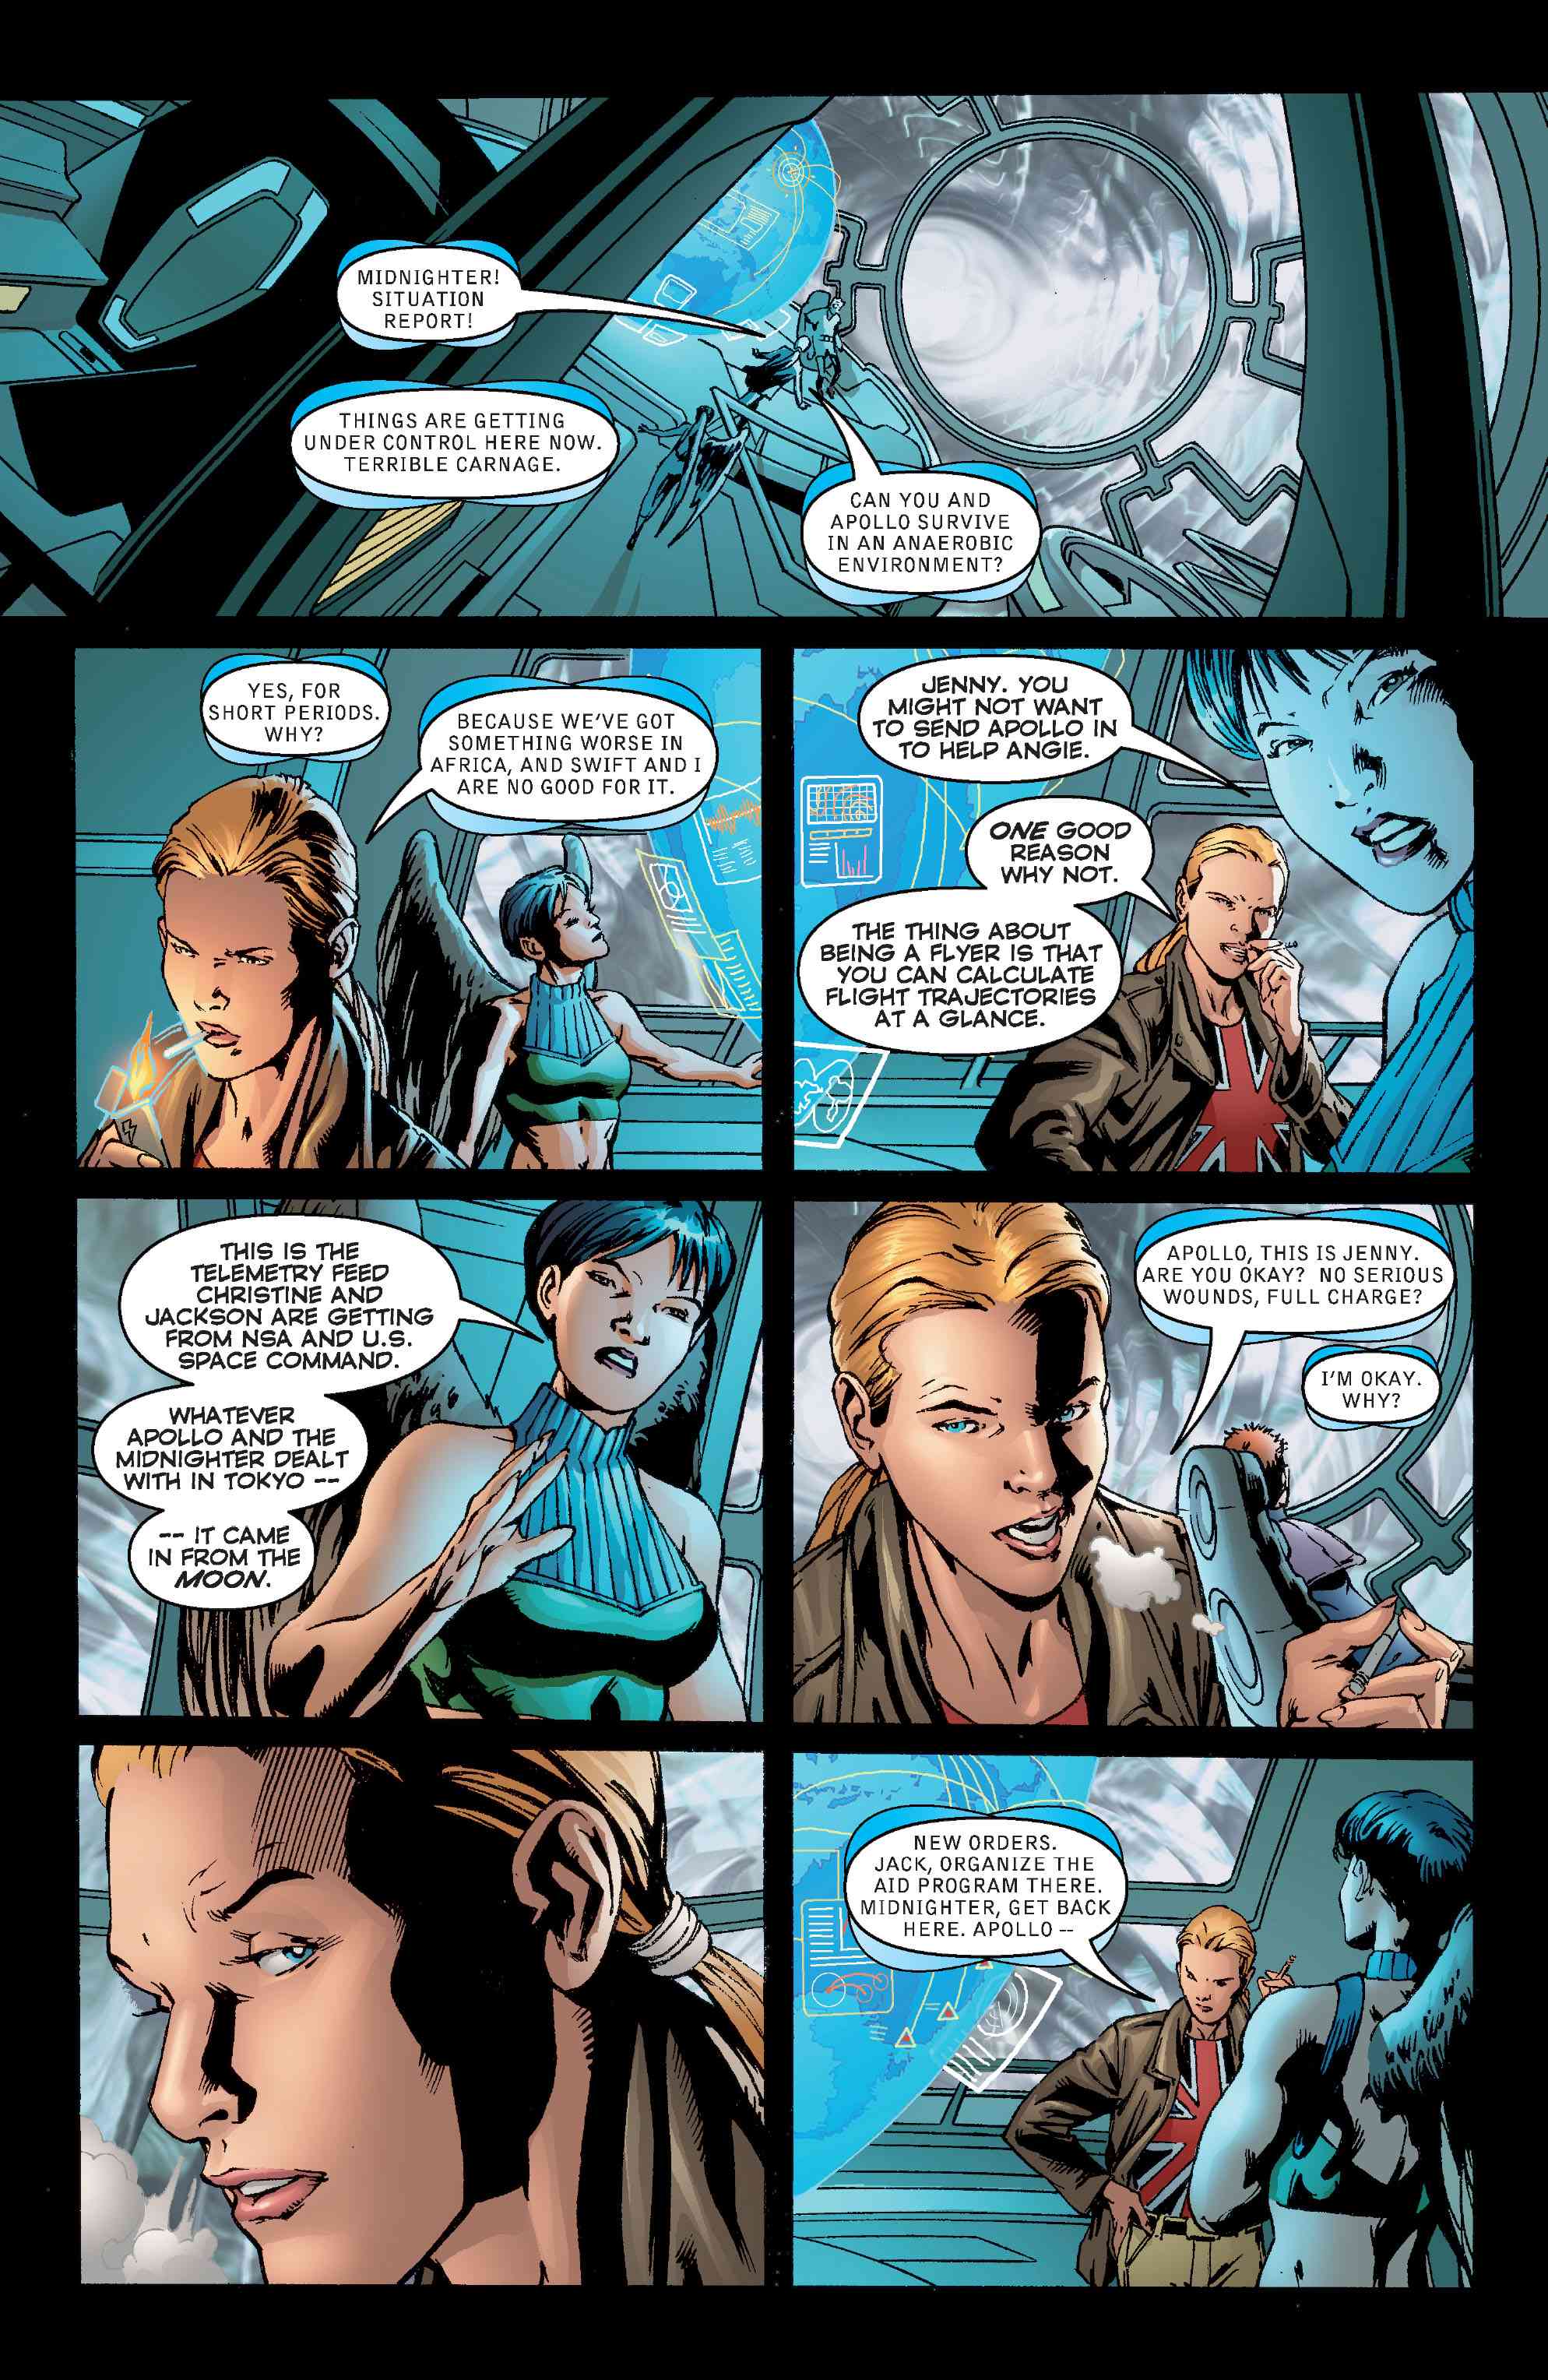 MIDNIGHTER!
SITUATION
REPORT!
THINGS ARE GETTING
UNDER CONTROL HERE NOW.
TERRIBLE CARNAGE.
CAN YOU AND
APOLLO SURVIVE
IN AN ANAEROBIC
ENVIRONMENT?
YES, FOR
SHORT PERIODS.
WHY?
BECAUSE WE'VE GOT
SOMETHING WORSE IN
AFRICA, AND SWIFT AND I
ARE NO GOOD FOR IT.
JENNY. YOU
MIGHT NOT WANT
TO SEND APOLLO IN
TO HELP ANGIE.
ONE GOOD
REASON
WHY NOT.
THE THING ABOUT
BEING A FLYER IS THAT
YOU CAN CALCULATE
FLIGHT TRAJECTORIES
AT A GLANCE.
THIS IS THE
TELEMETRY FEED
CHRISTINE AND
JACKSON ARE GETTING
FROM NSA AND U.S.
SPACE COMMAND.
WHATEVER
APOLLO AND THE
MIDNIGHTER DEALT
WITH IN TOKYO --
-- IT CAME
IN FROM THE
MOON.
APOLLO, THIS IS JENNY.
ARE YOU OKAY? NO SERIOUS
WOUNDS, FULL CHARGE?
I'M OKAY.
WHY?
NEW ORDERS.
JACK, ORGANIZE THE
AID PROGRAM THERE.
MIDNIGHTER, GET BACK
HERE. APOLLO --